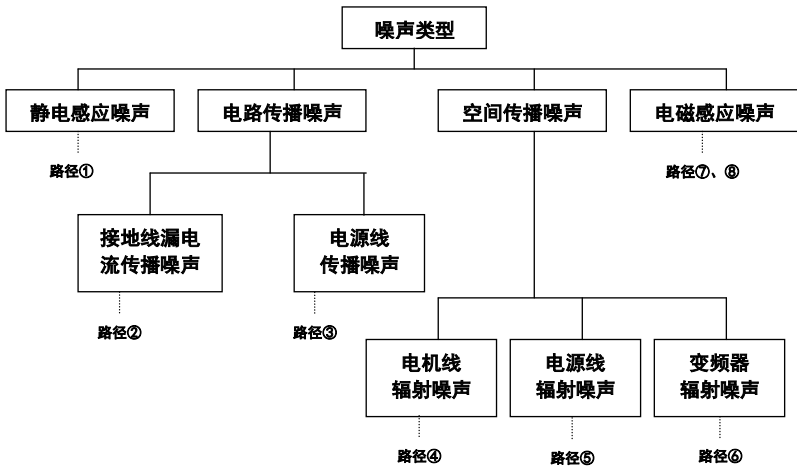 噪声类型
静电感应噪声
电路传播噪声
空间传播噪声
电磁感应噪声
路径①
路径⑦、⑧
接地线漏电
流传播噪声
电源线
传播噪声
路径②
路径③
电机线
辐射噪声
电源线
辐射噪声
变频器
辐射噪声
路径④
路径⑤
路径⑥